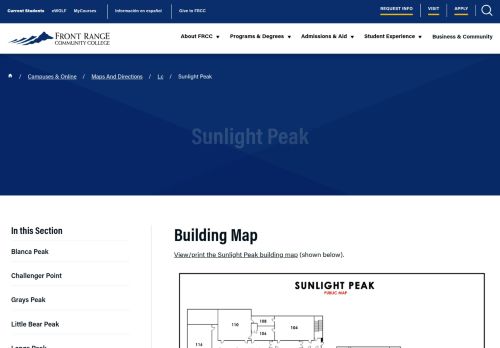 Current Students eWOLF MyCourses Información en español Give to FRCC REQUEST INFO VISIT APPLY
FRONT RANGE
COMMUNITY COLLEGE
About FRCC Programs & Degrees Admissions & Aid Student Experience Business & Community
/ Campuses & Online / Maps And Directions / Lc / Sunlight Peak
Sunlight Peak
In this Section
Blanca Peak
Challenger Point
Grays Peak
Little Bear Peak
Longs Peak
Building Map
View/print the Sunlight Peak building map (shown below).
SUNLIGHT PEAK
PUBLIC MAP
110
108
106
116